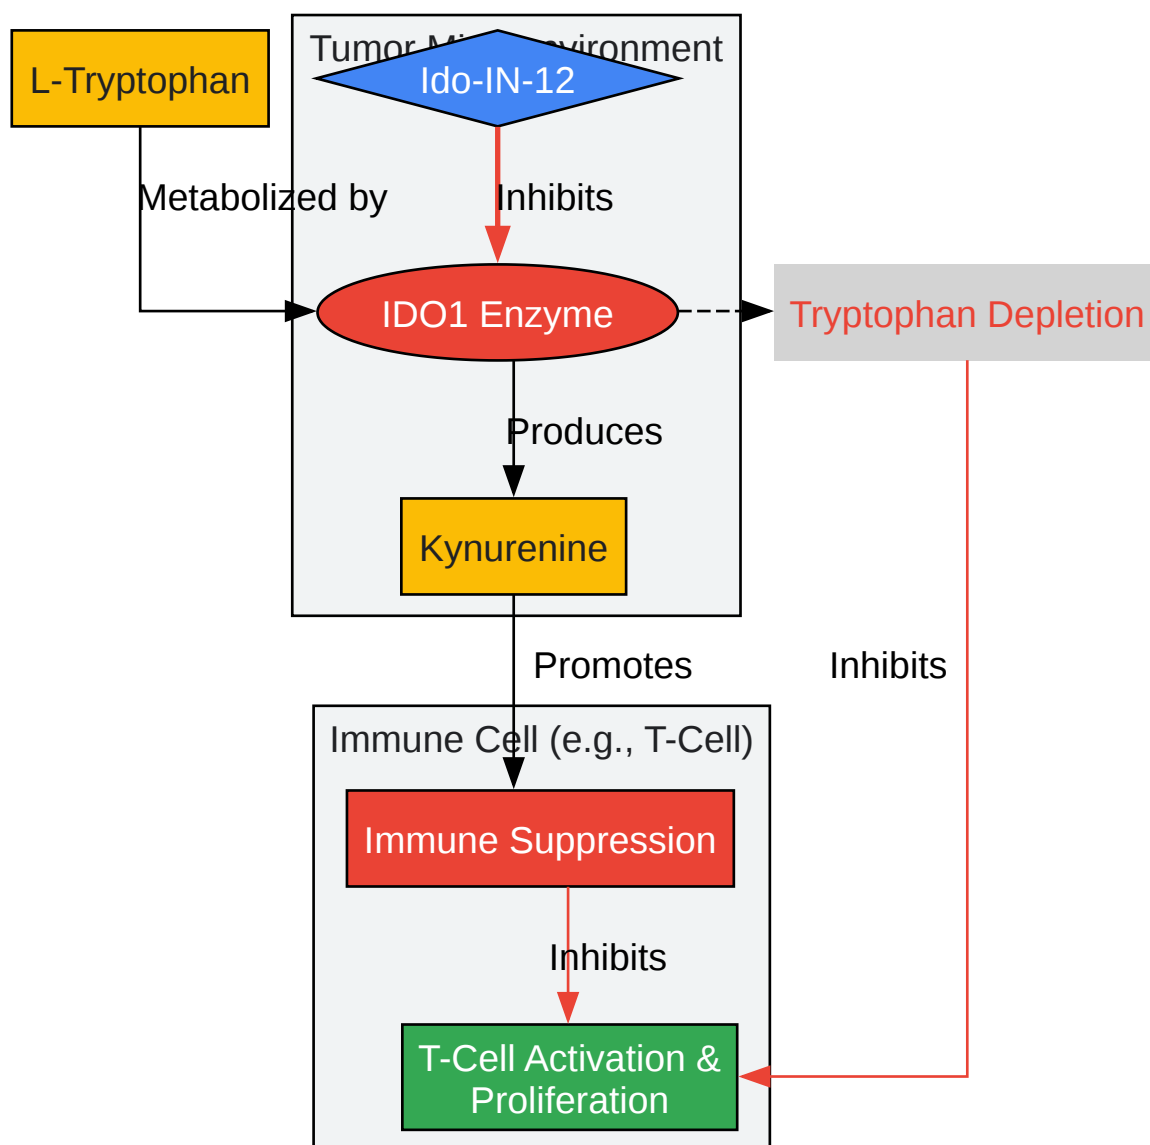 Tumor Environment
L-Tryptophan
Ido-IN-12
Metabolized by
Inhibits
IDO1 Enzyme
Tryptophan Depletion
Produces
Kynurenine
Promotes
Inhibits
Immune Cell (e.g., T-Cell)
Immune Suppression
Inhibits
T-Cell Activation &
Proliferation